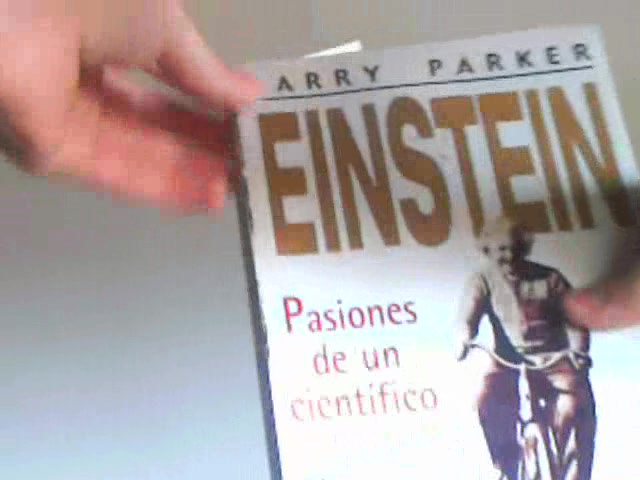 ARRY PARKER
EINSTEIN
Pasiones
de un
científico